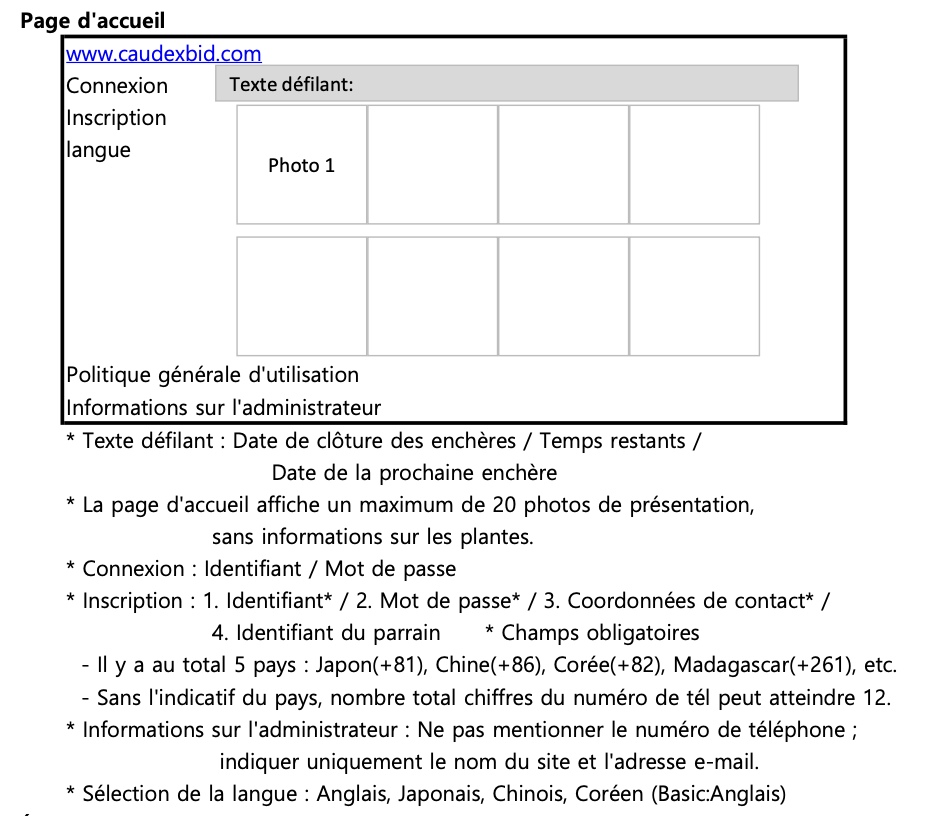 Page d'accueil
www.caudexbid.com
Connexion
Texte défilant:
Inscription
langue
Photo 1
Politique générale d'utilisation
Informations sur l'administrateur
* Texte défilant : Date de clôture des enchères / Temps restants /
Date de la prochaine enchère
* La page d'accueil affiche un maximum de 20 photos de présentation,
sans informations sur les plantes.
* Connexion : Identifiant / Mot de passe
* Inscription : 1. Identifiant* / 2. Mot de passe* / 3. Coordonnées de contact* /
4. Identifiant du parrain * Champs obligatoires
- Il y a au total 5 pays : Japon(+81), Chine(+86), Corée(+82), Madagascar(+261), etc.
- Sans l'indicatif du pays, nombre total chiffres du numéro de tél peut atteindre 12.
* Informations sur l'administrateur : Ne pas mentionner le numéro de téléphone ;
indiquer uniquement le nom du site et l'adresse e-mail.
* Sélection de la langue : Anglais, Japonais, Chinois, Coréen (Basic:Anglais)